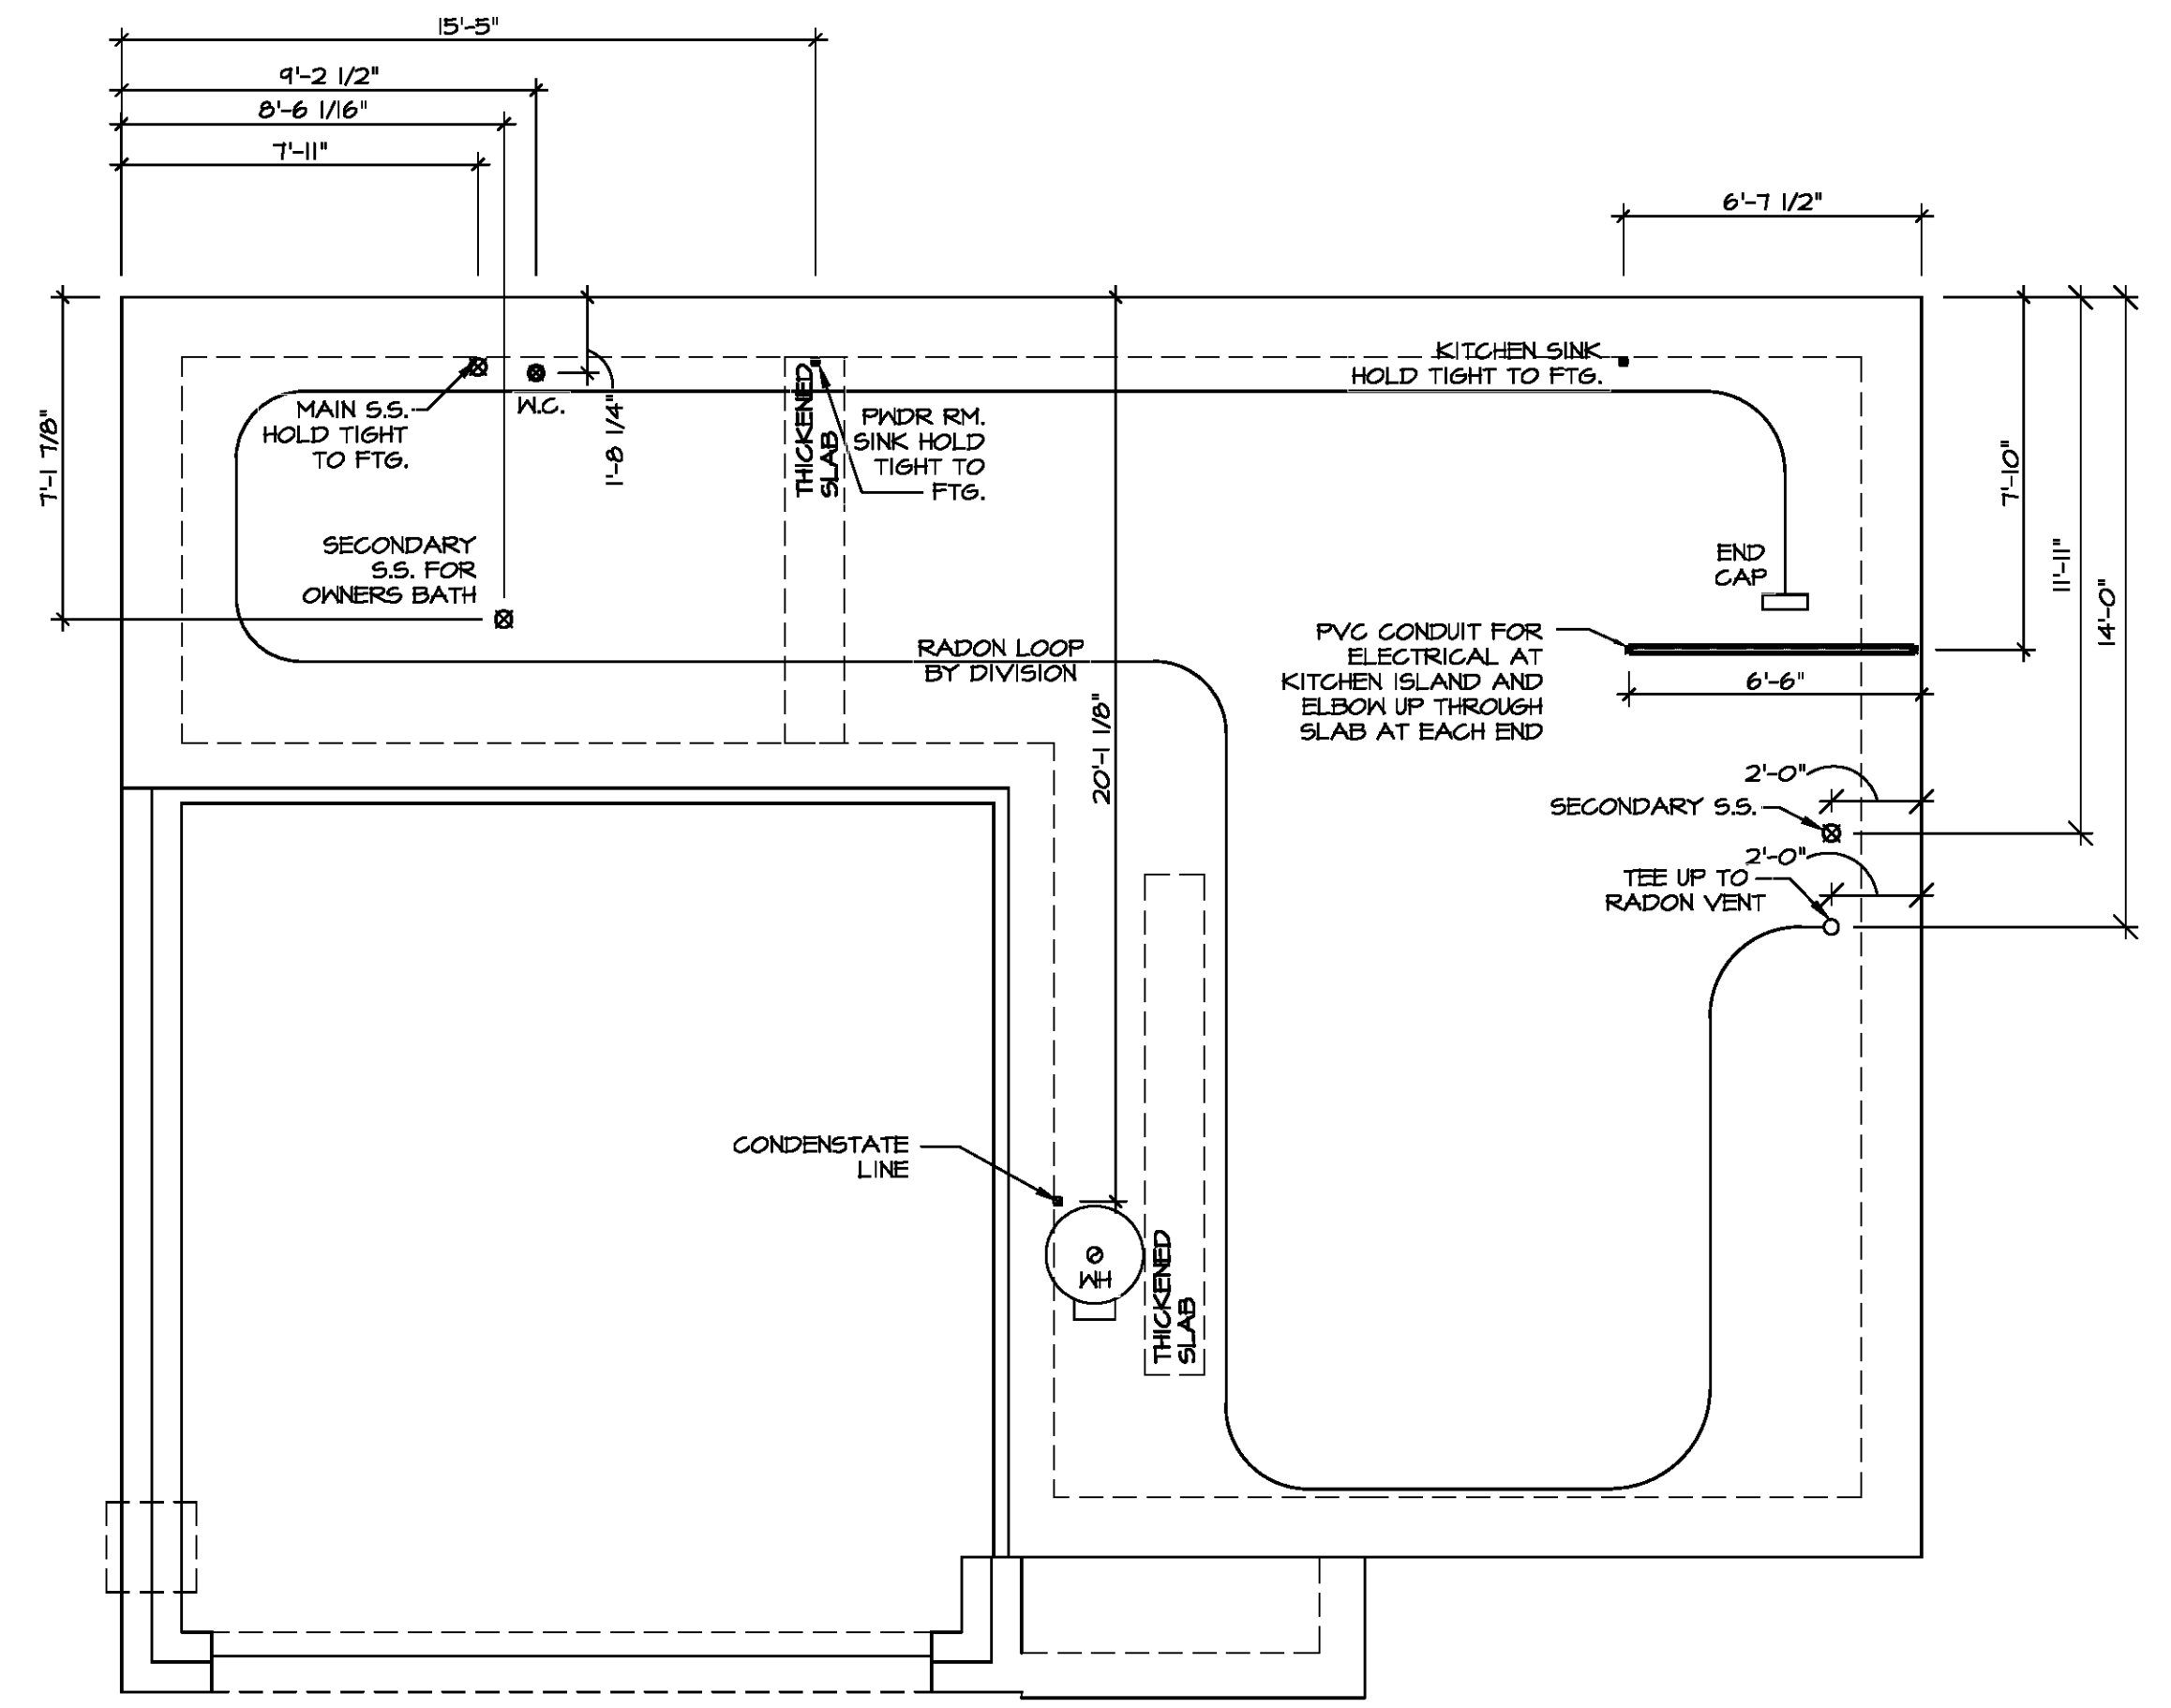 15'-5"
9'-2 1/2"
8'-6 1/16"
7'-11"
6'-7 1/2"
KITCHEN SINK
HOLD TIGHT TO FTG.
MAIN S.S.
HOLD TIGHT
TO FTG.
W.C.
1'-8 1/4"
THICKENED
SLAB
PWDR RM.
SINK HOLD
TIGHT TO
FTG.
7'-1 7/8"
7'-10"
11'-11"
14'-0"
SECONDARY
S.S. FOR
OWNERS BATH
END
CAP
RADON LOOP
BY DIVISION
PVC CONDUIT FOR
ELECTRICAL AT
KITCHEN ISLAND AND
ELBOW UP THROUGH
SLAB AT EACH END
6'-6"
20'-1 1/8"
2'-0"
SECONDARY S.S.
2'-0"
TEE UP TO
RADON VENT
CONDENSTATE
LINE
WH
THICKENED
SLAB